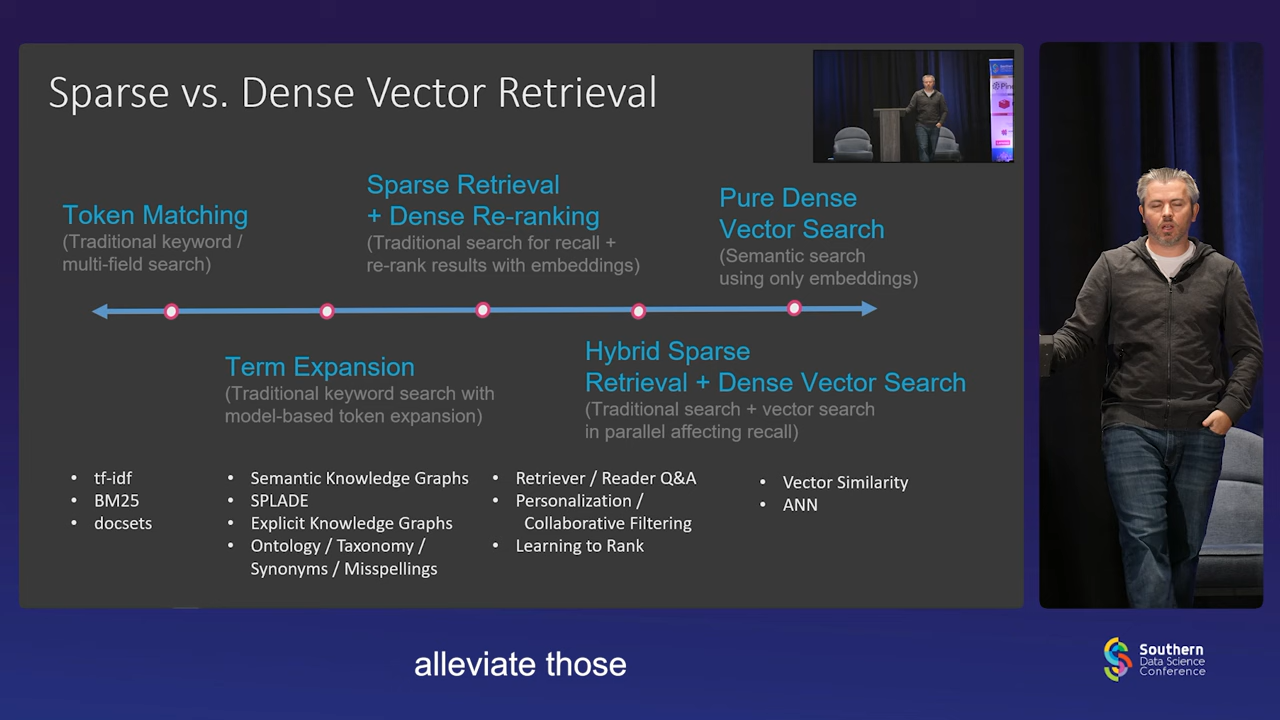 Sparse vs. Dense Vector Retrieval
Token Matching
(Traditional keyword /
multi-field search)
Sparse Retrieval
+ Dense Re-ranking
(Traditional search for recall +
re-rank results with embeddings)
Pure Dense
Vector Search
(Semantic search
using only embeddings)
Term Expansion
(Traditional keyword search with
model-based token expansion)
Hybrid Sparse
Retrieval + Dense Vector Search
(Traditional search + vector search
in parallel affecting recall)
• tf-idf
• BM25
• docsets
• Semantic Knowledge Graphs
• SPLADE
• Explicit Knowledge Graphs
• Ontology / Taxonomy /
Synonyms / Misspellings
• Retriever / Reader Q&A
• Personalization /
Collaborative Filtering
• Learning to Rank
• Vector Similarity
• ANN
alleviate those
Southern
Data Science
Conference